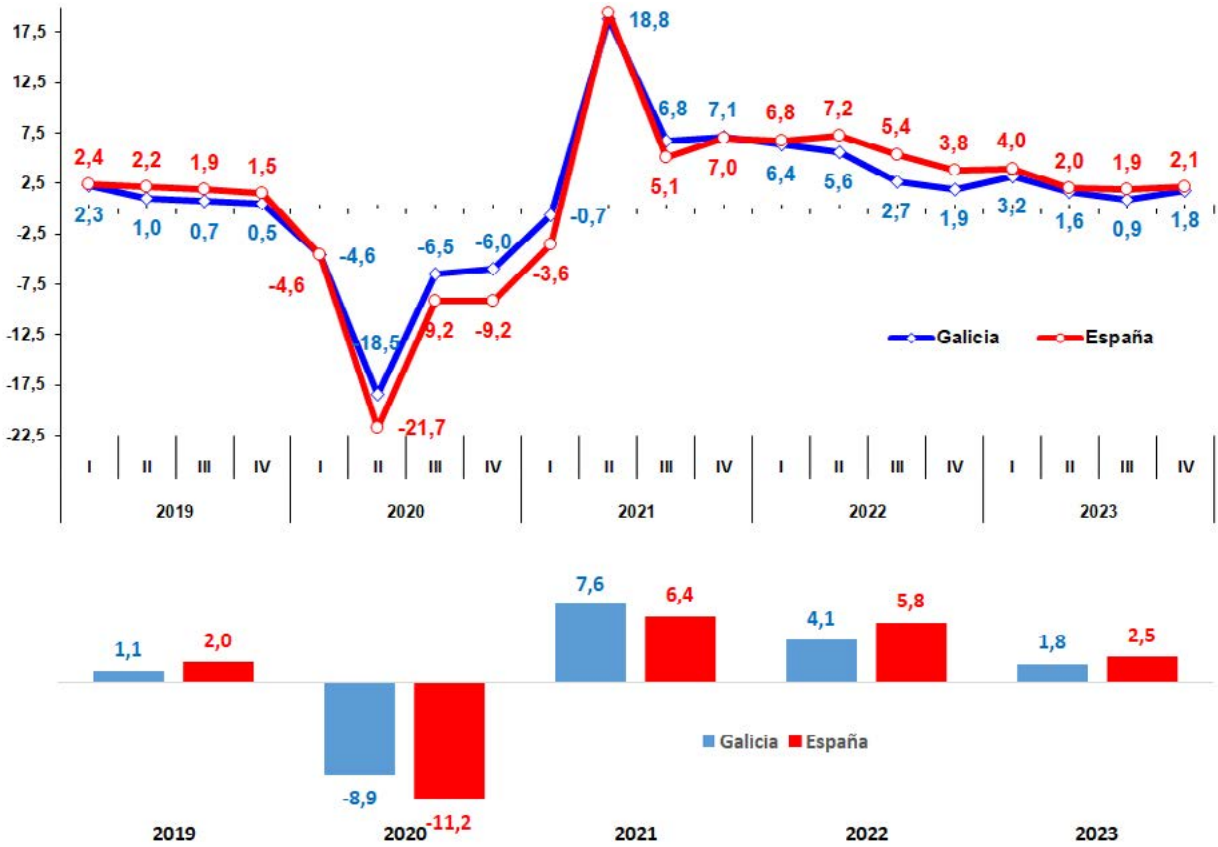 17,5
12,5
7,5
2,5
-2,5
-7,5
-12,5
-17,5
-22,5
18,8
6,8 7,1 6,8 7,2 5,4 3,8 4,0 2,0 1,9 2,1
2,4 2,2 1,9 1,5
5,1 7,0 6,4 5,6 2,7 1,9 3,2 1,6 0,9 1,8
2,3 1,0 0,7 0,5
-4,6 -4,6 -6,5 -6,0 -0,7 -3,6
-18,5 -9,2 -9,2
-21,7
Galicia España
I II III IV I II III IV I II III IV I II III IV I II III IV
2019 2020 2021 2022 2023
1,1 2,0 7,6 6,4 4,1 5,8 1,8 2,5
Galicia España
-8,9 -11,2
2019 2020 2021 2022 2023